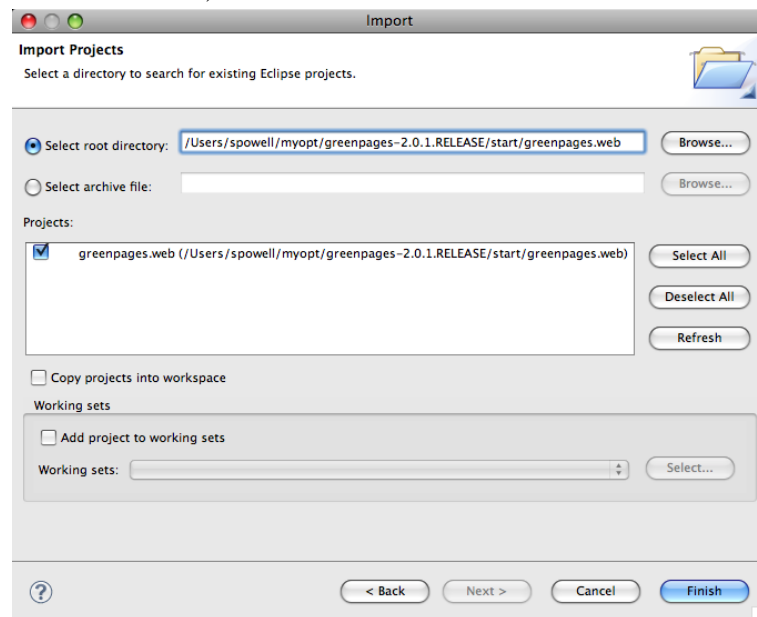 Import
Import Projects
Select a directory to search for existing Eclipse projects.
Select root directory: /Users/spowell/myopt/greenpages-2.0.1.RELEASE/start/greenpages.web Browse...
Select archive file: Browse...
Projects:
greenpages.web (/Users/spowell/myopt/greenpages-2.0.1.RELEASE/start/greenpages.web) Select All
Deselect All
Refresh
Copy projects into workspace
Working sets
Add project to working sets
Working sets: Select...
? < Back Next > Cancel Finish